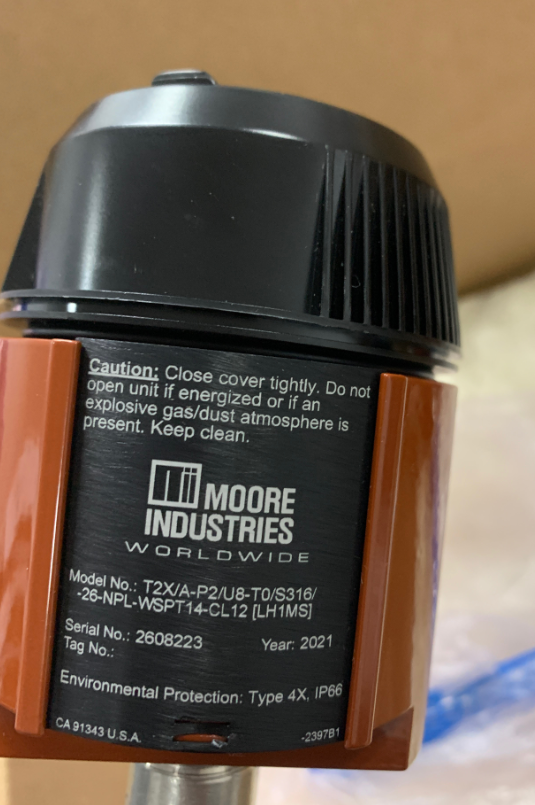 Caution: Close cover tightly. Do not
open unit if energized or if an
explosive gas/dust atmosphere is
present. Keep clean.
MOORE
INDUSTRIES
WORLDWIDE
Model No.: T2X/A-P2/U8-T0/S316/
-26-NPL-WSPT14-CL12 [LH1MS]
Serial No.: 2608223 Year: 2021
Tag No.:
Environmental Protection: Type 4X, IP66
CA 91343 U.S.A. -2397B1